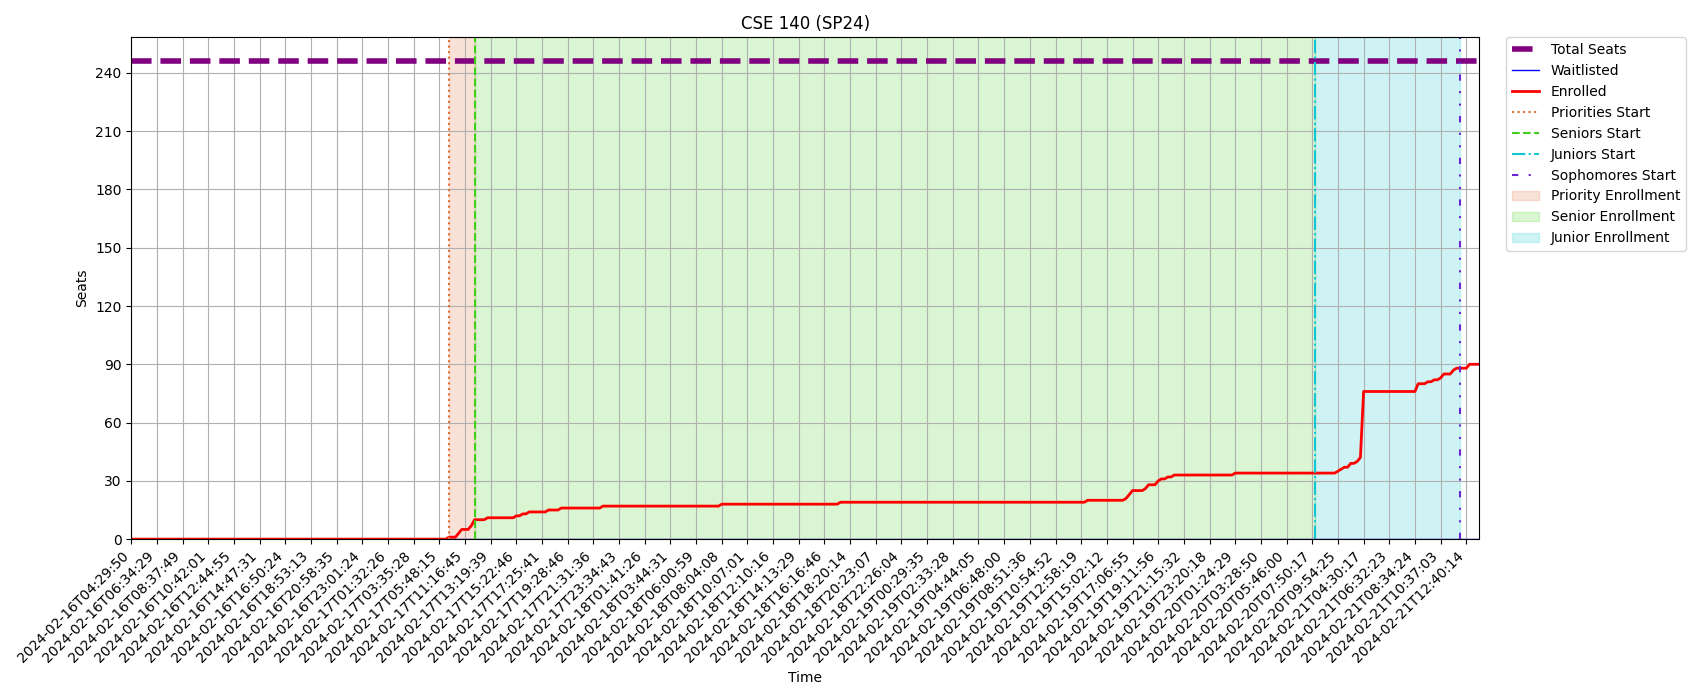 CSE 140 (SP24)
Total Seats
Waitlisted
Enrolled
Priorities Start
Seniors Start
Juniors Start
Sophomores Start
Priority Enrollment
Senior Enrollment
Junior Enrollment
Seats
240
210
180
150
120
90
60
30
0
2024-02-16T04:29:50
2024-02-16T06:34:29
2024-02-16T08:37:49
2024-02-16T10:42:01
2024-02-16T12:44:55
2024-02-16T14:47:31
2024-02-16T16:50:24
2024-02-16T18:53:13
2024-02-16T20:58:35
2024-02-16T23:01:24
2024-02-17T01:32:26
2024-02-17T03:35:28
2024-02-17T05:48:15
2024-02-17T11:16:45
2024-02-17T13:19:39
2024-02-17T15:22:46
2024-02-17T17:25:41
2024-02-17T19:28:46
2024-02-17T21:31:36
2024-02-17T23:34:43
2024-02-18T01:41:26
2024-02-18T03:44:31
2024-02-18T06:00:59
2024-02-18T08:04:08
2024-02-18T10:07:01
2024-02-18T12:10:16
2024-02-18T14:13:29
2024-02-18T16:16:46
2024-02-18T18:20:14
2024-02-18T20:23:07
2024-02-18T22:26:04
2024-02-19T00:29:35
2024-02-19T02:33:28
2024-02-19T04:44:05
2024-02-19T06:48:00
2024-02-19T08:51:36
2024-02-19T10:54:52
2024-02-19T12:58:19
2024-02-19T15:02:12
2024-02-19T17:06:55
2024-02-19T19:11:56
2024-02-19T21:15:32
2024-02-19T23:20:18
2024-02-20T01:24:29
2024-02-20T03:28:50
2024-02-20T05:46:00
2024-02-20T07:50:17
2024-02-20T09:54:25
2024-02-21T04:30:17
2024-02-21T06:32:23
2024-02-21T08:34:24
2024-02-21T10:37:03
2024-02-21T12:40:14
Time